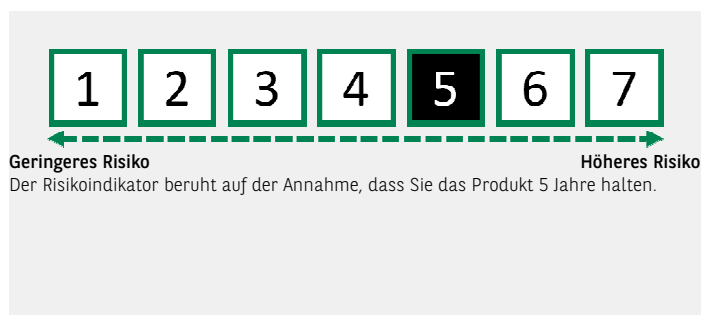 1 2 3 4 5 6 7
Geringeres Risiko Höheres Risiko
Der Risikoindikator beruht auf der Annahme, dass Sie das Produkt 5 Jahre halten.